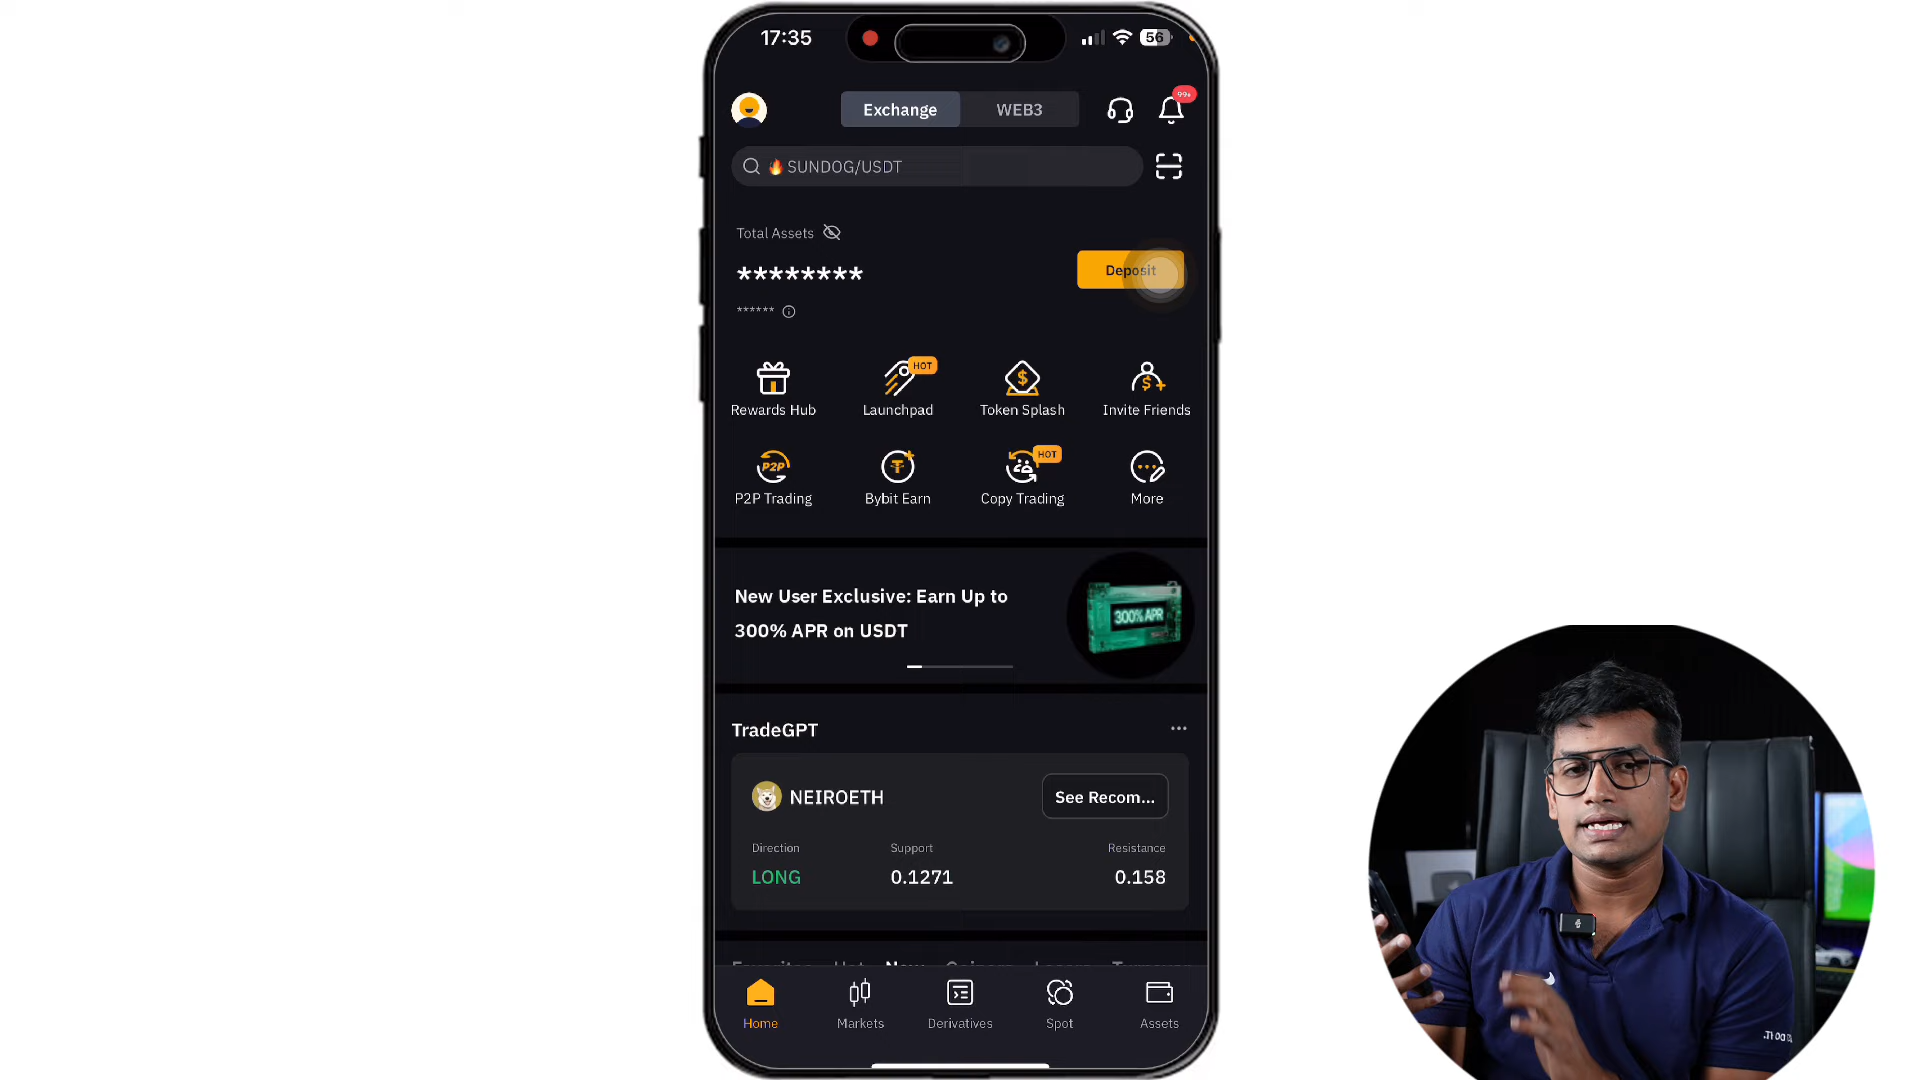 17:35
56
Exchange
WEB3
99+
🔥 SUNDOG/USDT
Total Assets
********
Deposit
******
Rewards Hub
HOT
Launchpad
$
Token Splash
$
Invite Friends
P2P
P2P Trading
Bybit Earn
HOT
Copy Trading
More
New User Exclusive: Earn Up to
300% APR on USDT
300% APR
TradeGPT
NEIROETH
See Recom...
Direction
Support
Resistance
LONG
0.1271
0.158
Home
Markets
Derivatives
Spot
Assets